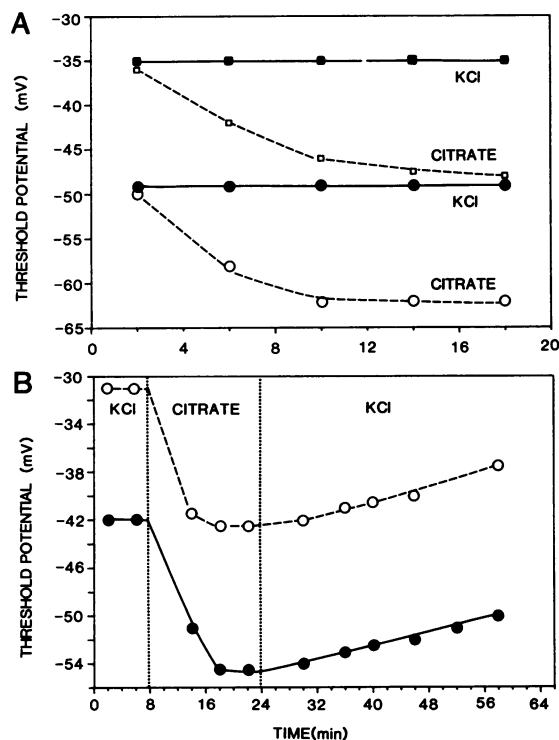 A
-30
-35
-40
-45
-50
-55
-60
-65
THRESHOLD POTENTIAL (mV)
KCl
CITRATE
KCl
CITRATE
0 4 8 12 16 20
B
-30
-34
-38
-42
-46
-50
-54
THRESHOLD POTENTIAL (mV)
KCl CITRATE KCl
0 8 16 24 32 40 48 56 64
TIME(min)